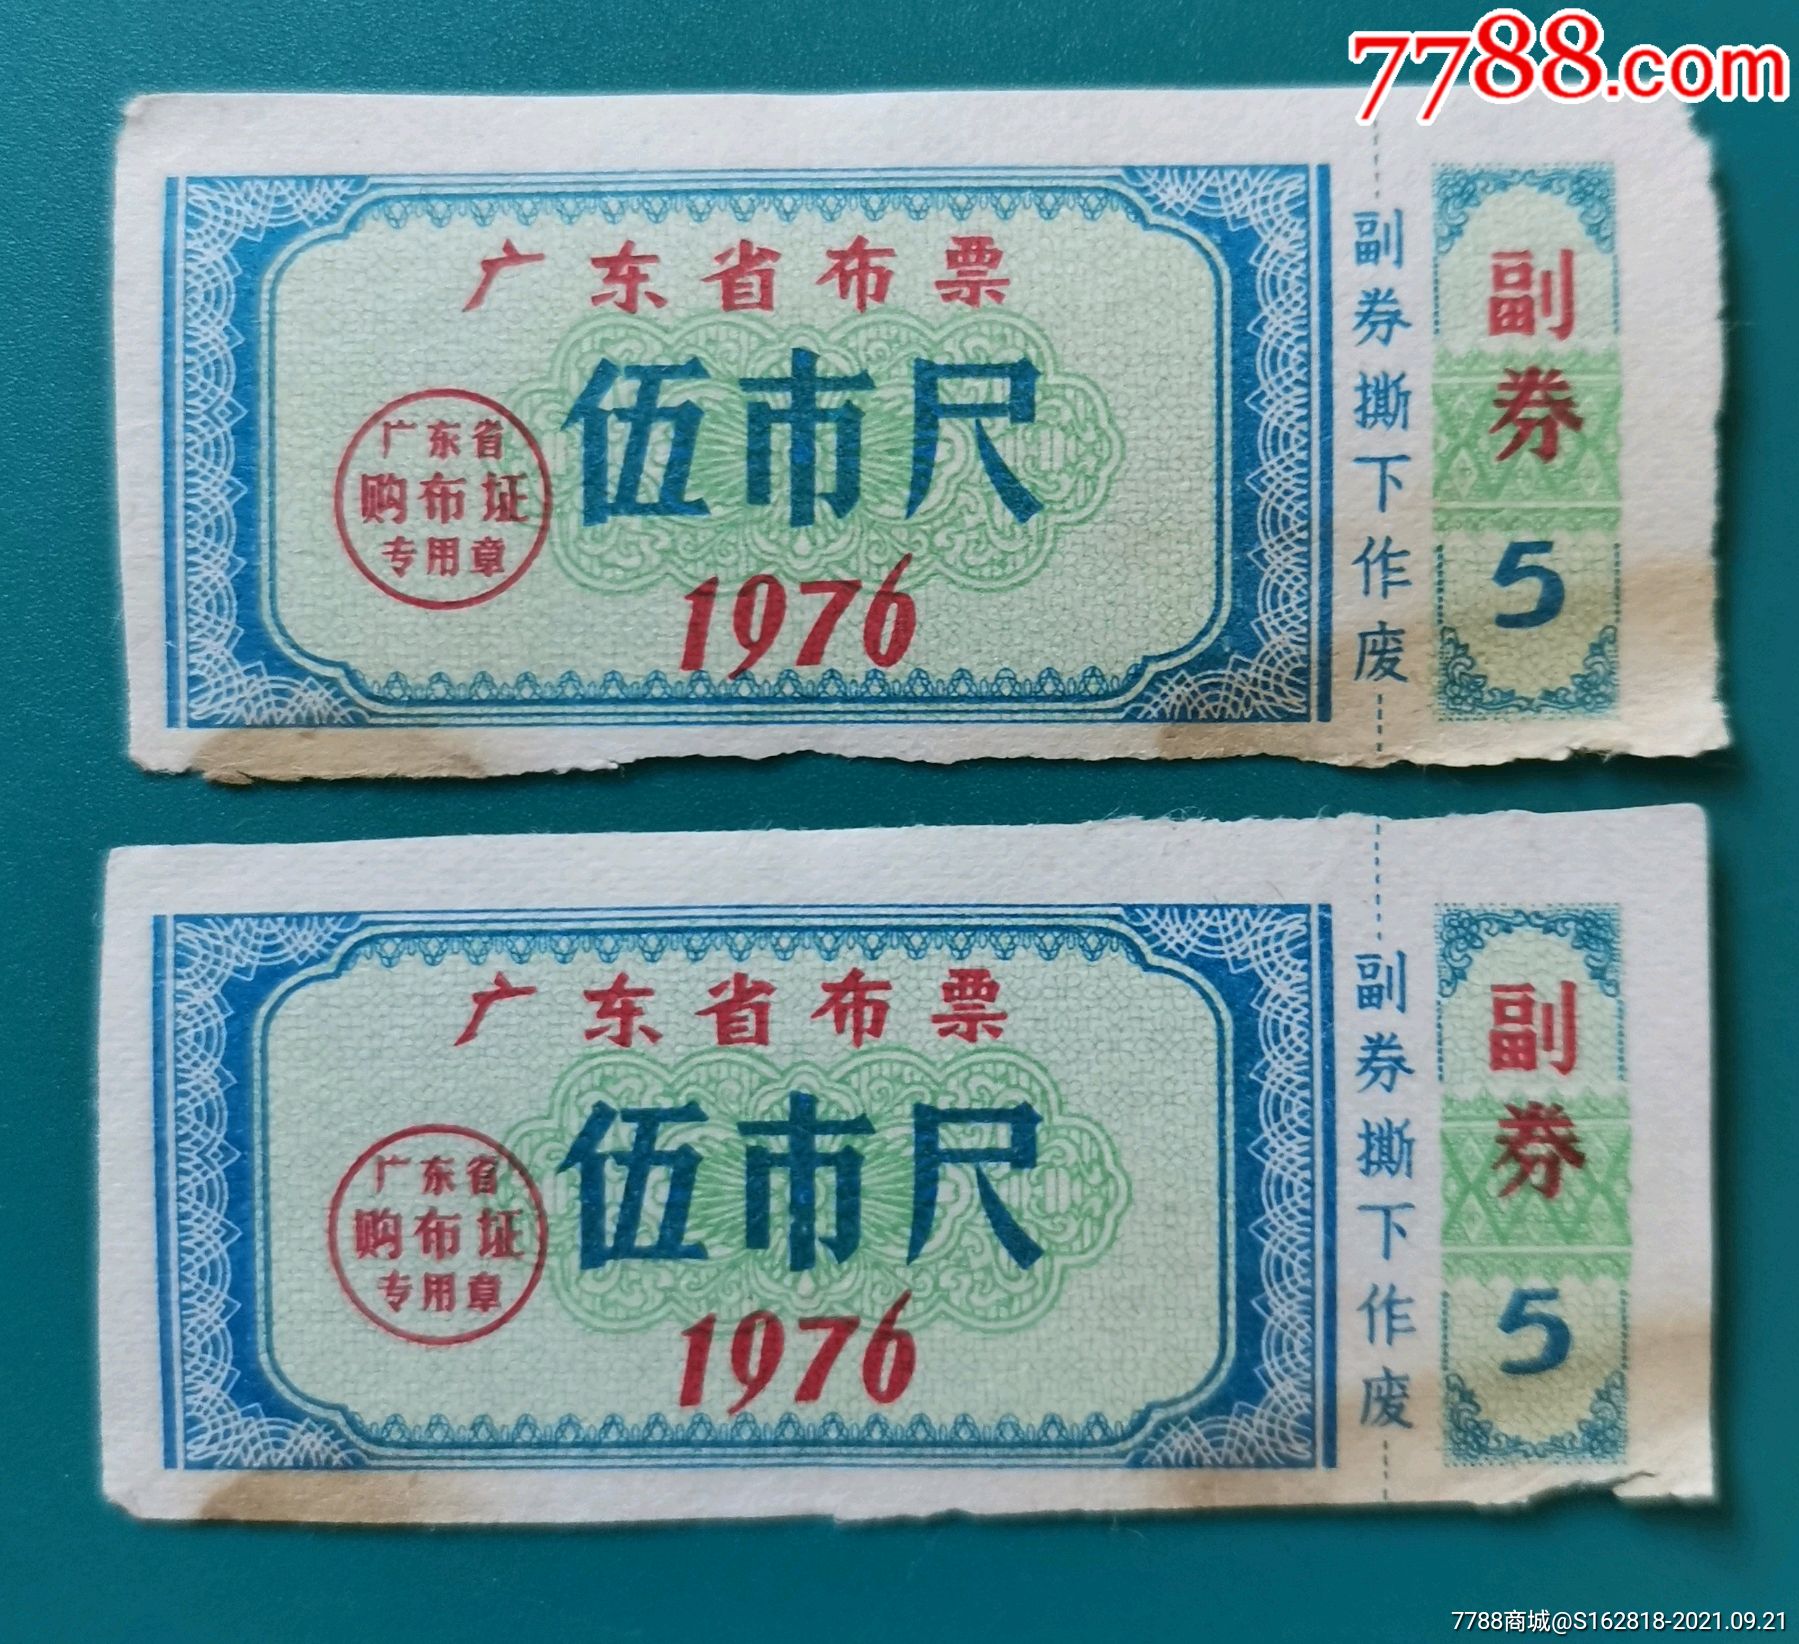 7788.com
广东省布票
伍市尺
广东省
购布证
专用章
1976
副券撕下作废
副券
5
广东省布票
伍市尺
广东省
购布证
专用章
1976
副券撕下作废
副券
5
7788商城@S162818-2021.09.21